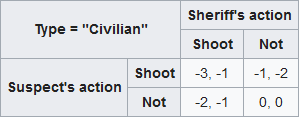 Type = "Civilian" Sheriff's action
Shoot Not
Suspect's action Shoot -3, -1 -1, -2
Not -2, -1 0, 0